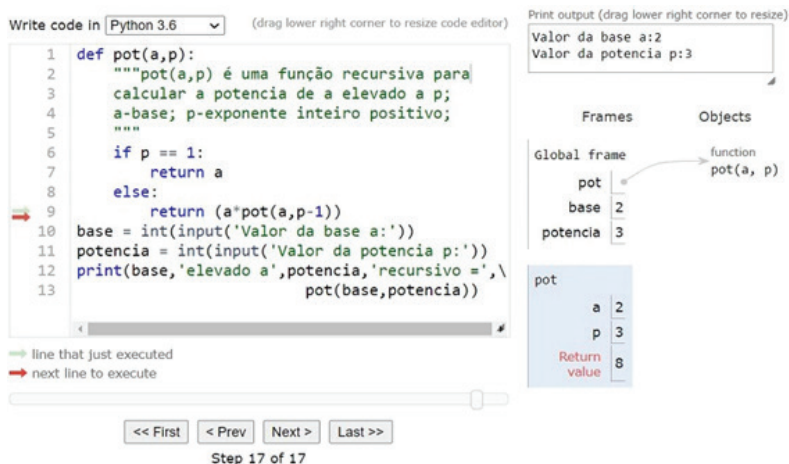 Write code in Python 3.6
(drag lower right corner to resize code editor)
1 def pot(a,p):
2 """pot(a,p) é uma função recursiva para
3 calcular a potencia de a elevado a p;
4 a-base; p-exponente inteiro positivo;
5 """
6 if p == 1:
7 return a
8 else:
9 return (a*pot(a,p-1))
10 base = int(input('Valor da base a:'))
11 potencia = int(input('Valor da potencia p:'))
12 print(base,'elevado a',potencia,'recursivo =',\
13 pot(base,potencia))
line that just executed
next line to execute
<< First < Prev Next > Last >>
Step 17 of 17
Print output (drag lower right corner to resize)
Valor da base a:2
Valor da potencia p:3
Frames Objects
Global frame
pot
base 2
potencia 3
function
pot(a, p)
pot
a 2
p 3
Return
value 8